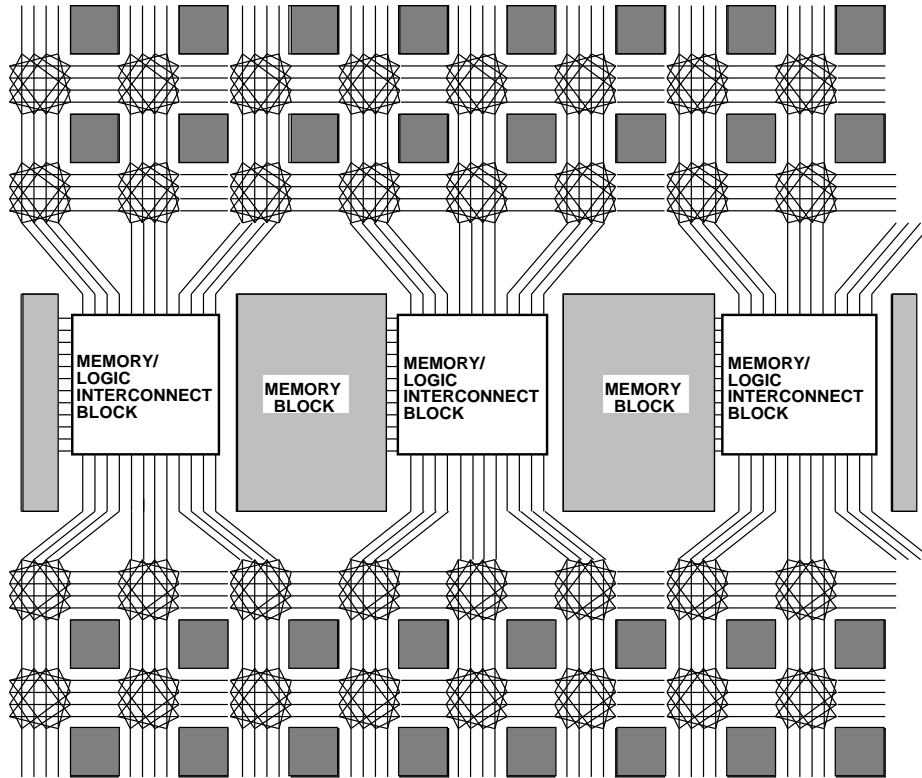 MEMORY/
LOGIC
INTERCONNECT
BLOCK
MEMORY
BLOCK
MEMORY/
LOGIC
INTERCONNECT
BLOCK
MEMORY
BLOCK
MEMORY/
LOGIC
INTERCONNECT
BLOCK